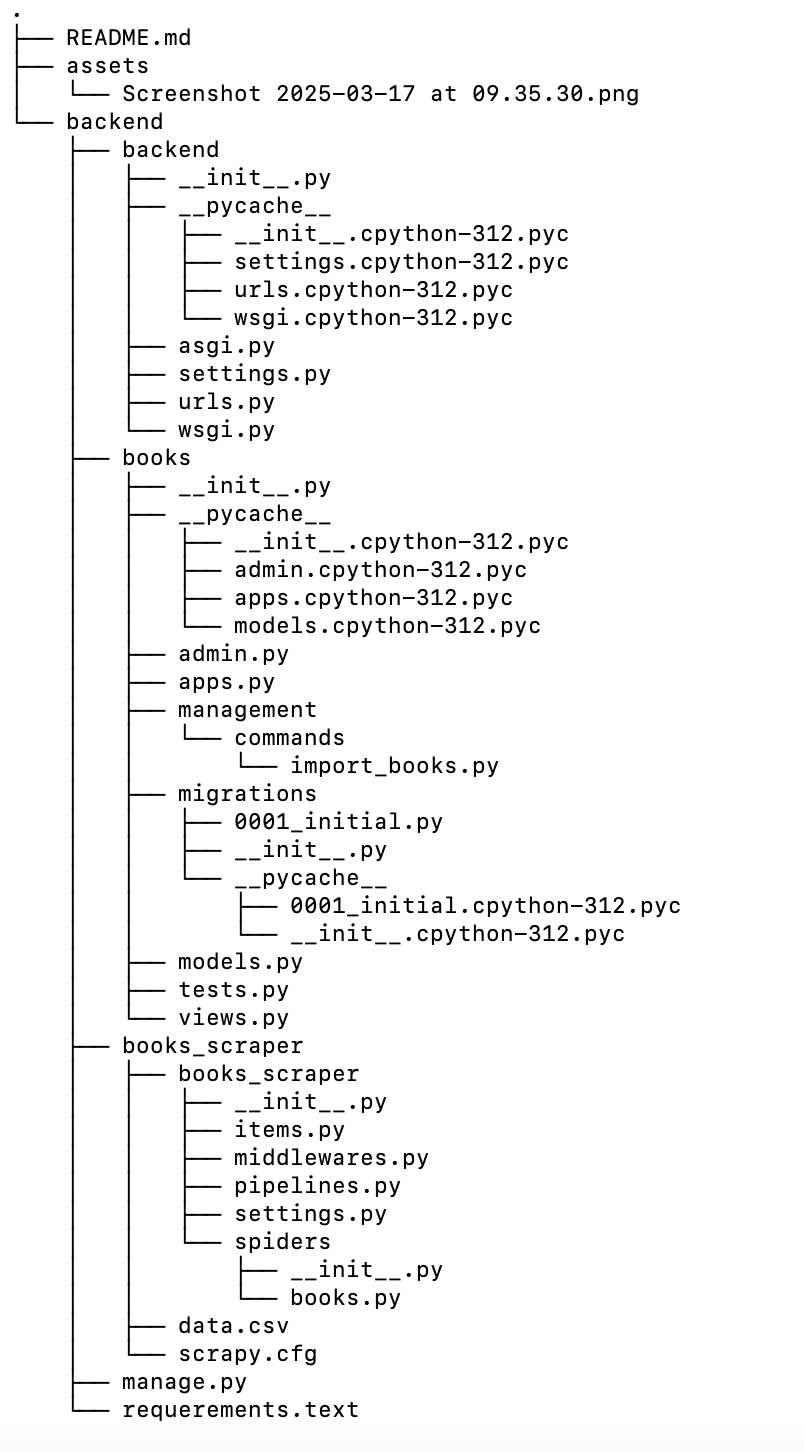 .
├── README.md
├── assets
│   └── Screenshot 2025-03-17 at 09.35.30.png
└── backend
    ├── backend
    │   ├── __init__.py
    │   ├── __pycache__
    │   │   ├── __init__.cpython-312.pyc
    │   │   ├── settings.cpython-312.pyc
    │   │   ├── urls.cpython-312.pyc
    │   │   └── wsgi.cpython-312.pyc
    │   ├── asgi.py
    │   ├── settings.py
    │   ├── urls.py
    │   └── wsgi.py
    ├── books
    │   ├── __init__.py
    │   ├── __pycache__
    │   │   ├── __init__.cpython-312.pyc
    │   │   ├── admin.cpython-312.pyc
    │   │   ├── apps.cpython-312.pyc
    │   │   └── models.cpython-312.pyc
    │   ├── admin.py
    │   ├── apps.py
    │   ├── management
    │   │   └── commands
    │   │       └── import_books.py
    │   ├── migrations
    │   │   ├── 0001_initial.py
    │   │   ├── __init__.py
    │   │   └── __pycache__
    │   │       ├── 0001_initial.cpython-312.pyc
    │   │       └── __init__.cpython-312.pyc
    │   ├── models.py
    │   ├── tests.py
    │   └── views.py
    ├── books_scraper
    │   ├── books_scraper
    │   │   ├── __init__.py
    │   │   ├── items.py
    │   │   ├── middlewares.py
    │   │   ├── pipelines.py
    │   │   ├── settings.py
    │   │   └── spiders
    │   │       ├── __init__.py
    │   │       └── books.py
    │   ├── data.csv
    │   └── scrapy.cfg
    ├── manage.py
    └── requerements.text